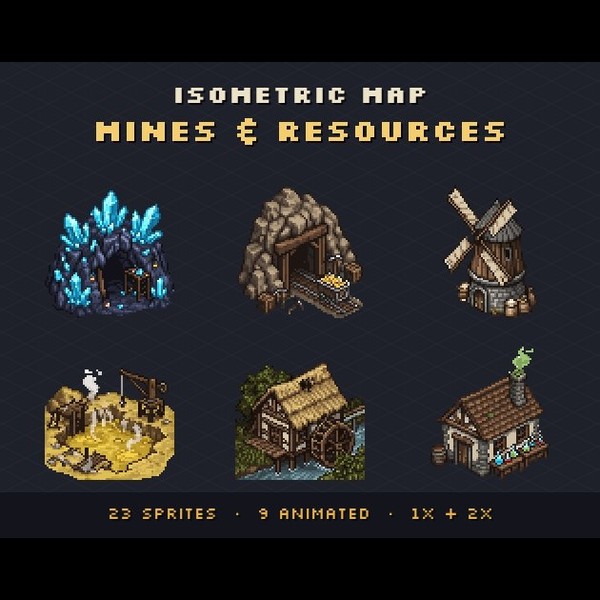 ISOMETRIC MAP
MINES & RESOURCES
23 SPRITES · 9 ANIMATED · 1X + 2X